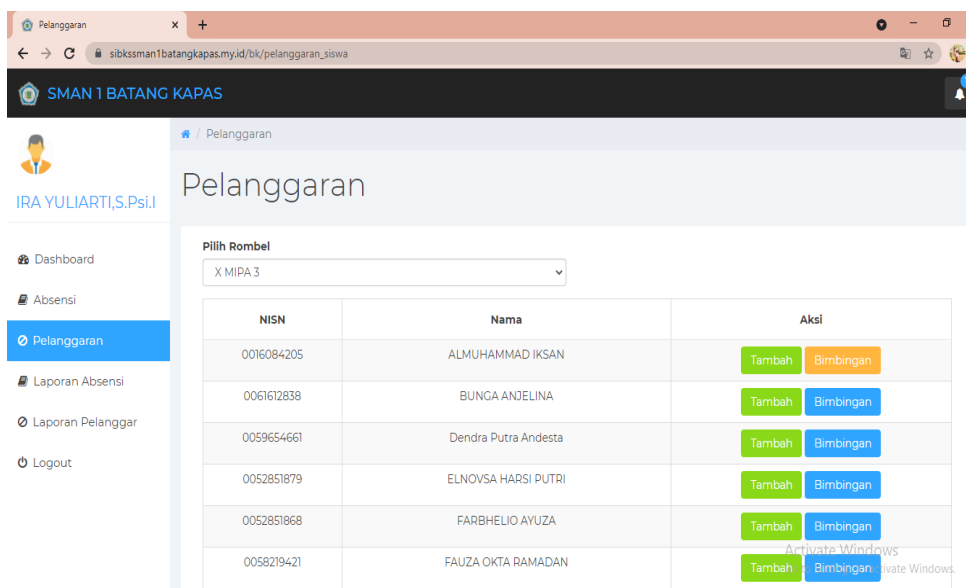 Pelanggaran
sibkssman1batangkapas.my.id/bk/pelanggaran_siswa
SMAN 1 BATANG KAPAS
IRA YULIARTI,S.Psi.I
Dashboard
Absensi
Pelanggaran
Laporan Absensi
Laporan Pelanggar
Logout
/ Pelanggaran
Pelanggaran
Pilih Rombel
X MIPA 3
NISN Nama Aksi
0016084205 ALMUHAMMAD IKSAN Tambah Bimbingan
0061612838 BUNGA ANJELINA Tambah Bimbingan
0059654661 Dendra Putra Andesta Tambah Bimbingan
0052851879 ELNOVSA HARSI PUTRI Tambah Bimbingan
0052851868 FARBHELIO AYUZA Tambah Bimbingan
0058219421 FAUZA OKTA RAMADAN Tambah Bimbingan
Activate Windows
Windows.